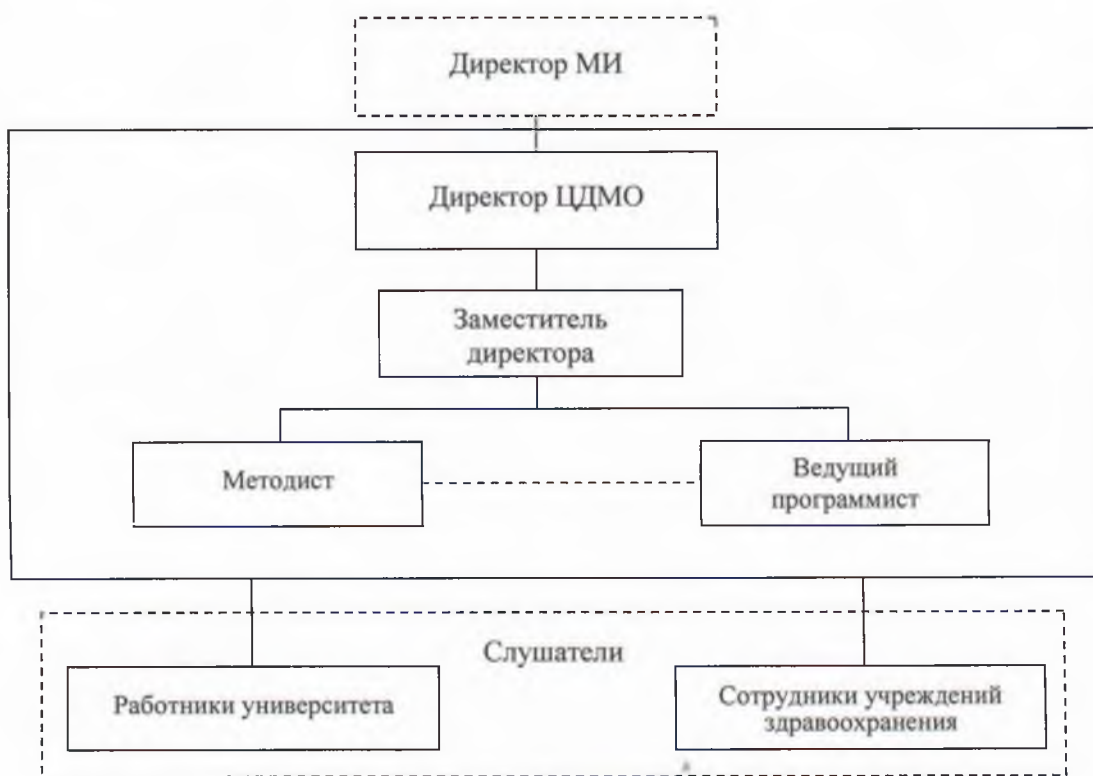 Директор МИ
Директор ЦДМО
Заместитель
директора
Методист
Ведущий
программист
Слушатели
Работники университета
Сотрудники учреждений
здравоохранения